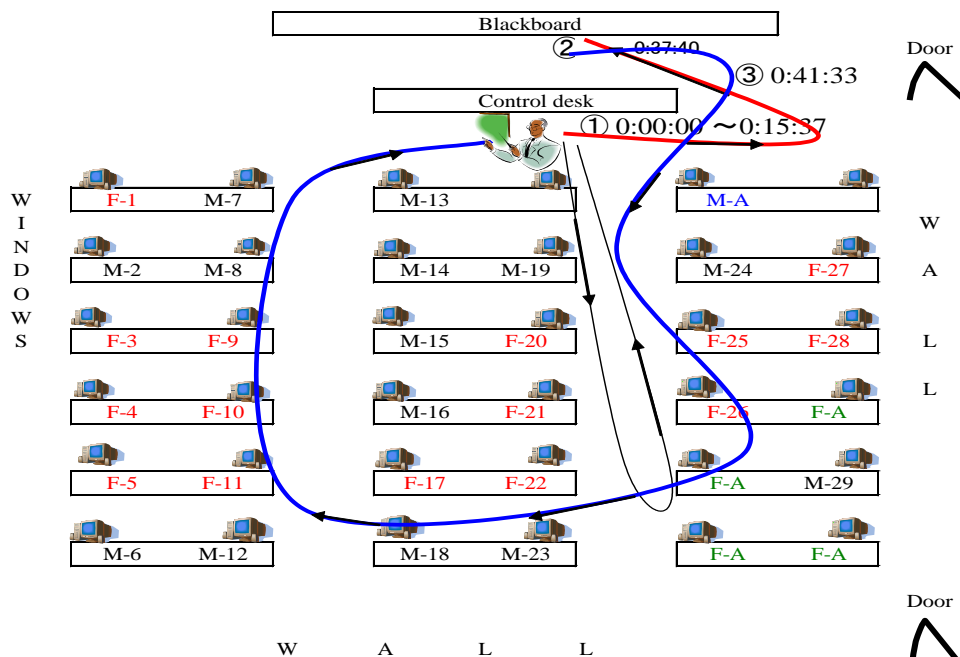 Blackboard
② 0:37:40
Door
③ 0:41:33
Control desk
① 0:00:00 ～0:15:37
WINDOWS
F-1 M-7 M-13 M-A
M-2 M-8 M-14 M-19 M-24 F-27
F-3 F-9 M-15 F-20 F-25 F-28
F-4 F-10 M-16 F-21 F-26 F-A
F-5 F-11 F-17 F-22 F-A M-29
M-6 M-12 M-18 M-23 F-A F-A
WALL
Door
W A L L